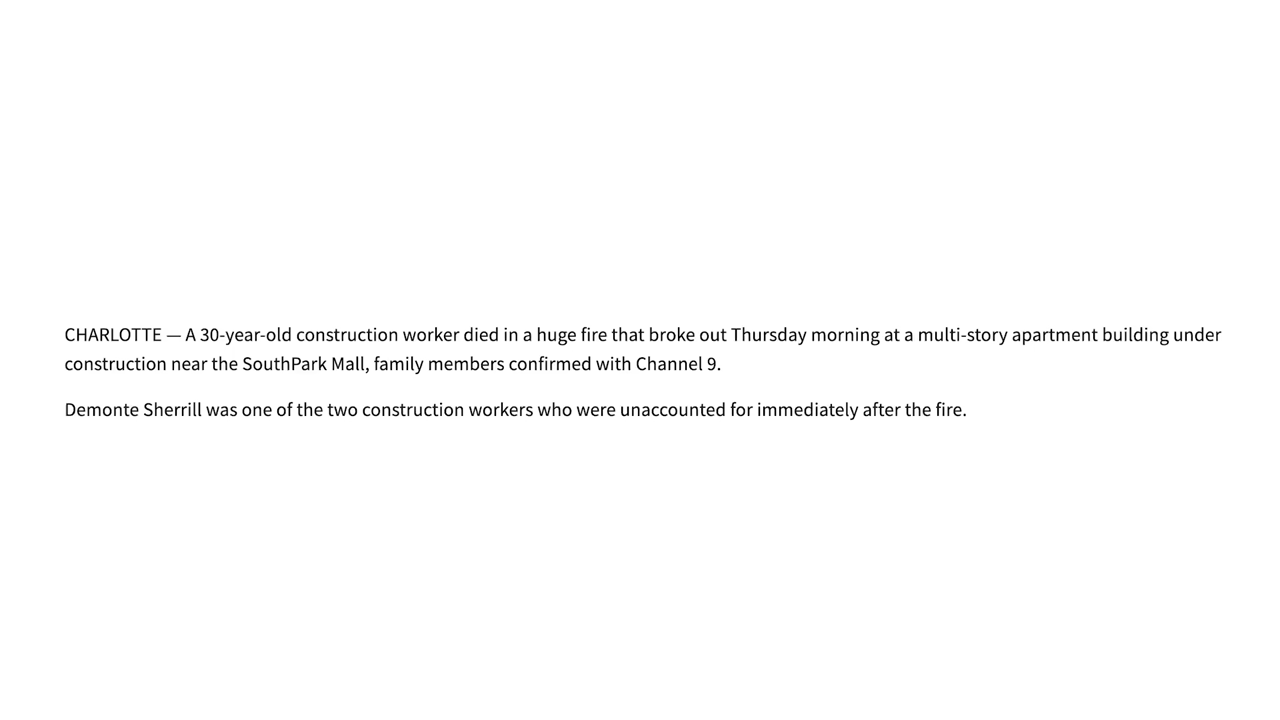 CHARLOTTE — A 30-year-old construction worker died in a huge fire that broke out Thursday morning at a multi-story apartment building under
construction near the SouthPark Mall, family members confirmed with Channel 9.
Demonte Sherrill was one of the two construction workers who were unaccounted for immediately after the fire.